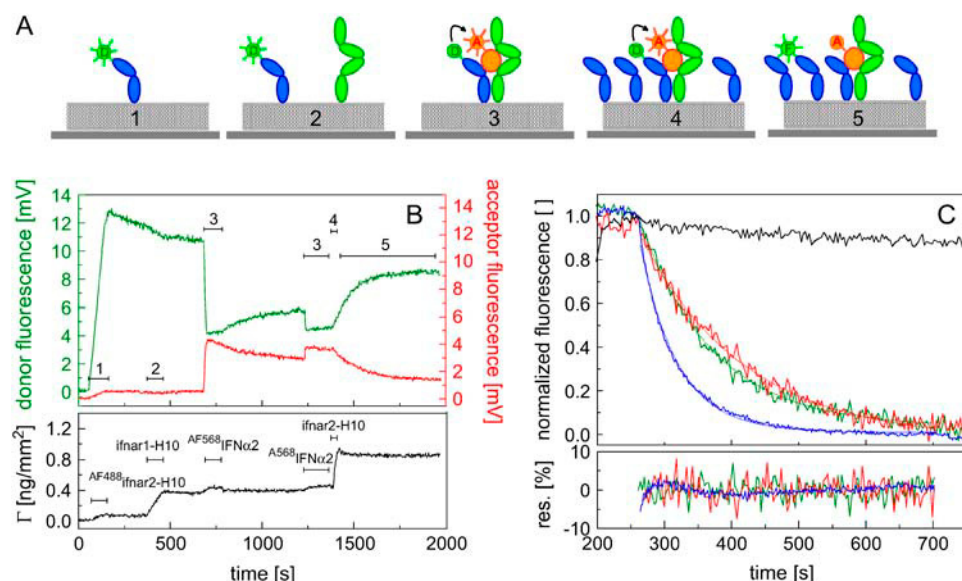 A
D
D
D
A
D
A
F
A
1
2
3
4
5
B
donor fluorescence [mV]
14
12
10
8
6
4
2
0
acceptor fluorescence [mV]
14
12
10
8
6
4
2
0
1
2
3
3
4
5
Γ [ng/mm²]
1.2
0.8
0.4
0.0
AF488ifnar2-H10
ifnar1-H10
AF568IFNα2
A568IFNα2
ifnar2-H10
0
500
1000
1500
2000
time [s]
C
normalized fluorescence [ ]
1.0
0.8
0.6
0.4
0.2
0.0
res. [%]
10
0
-10
200
300
400
500
600
700
time [s]